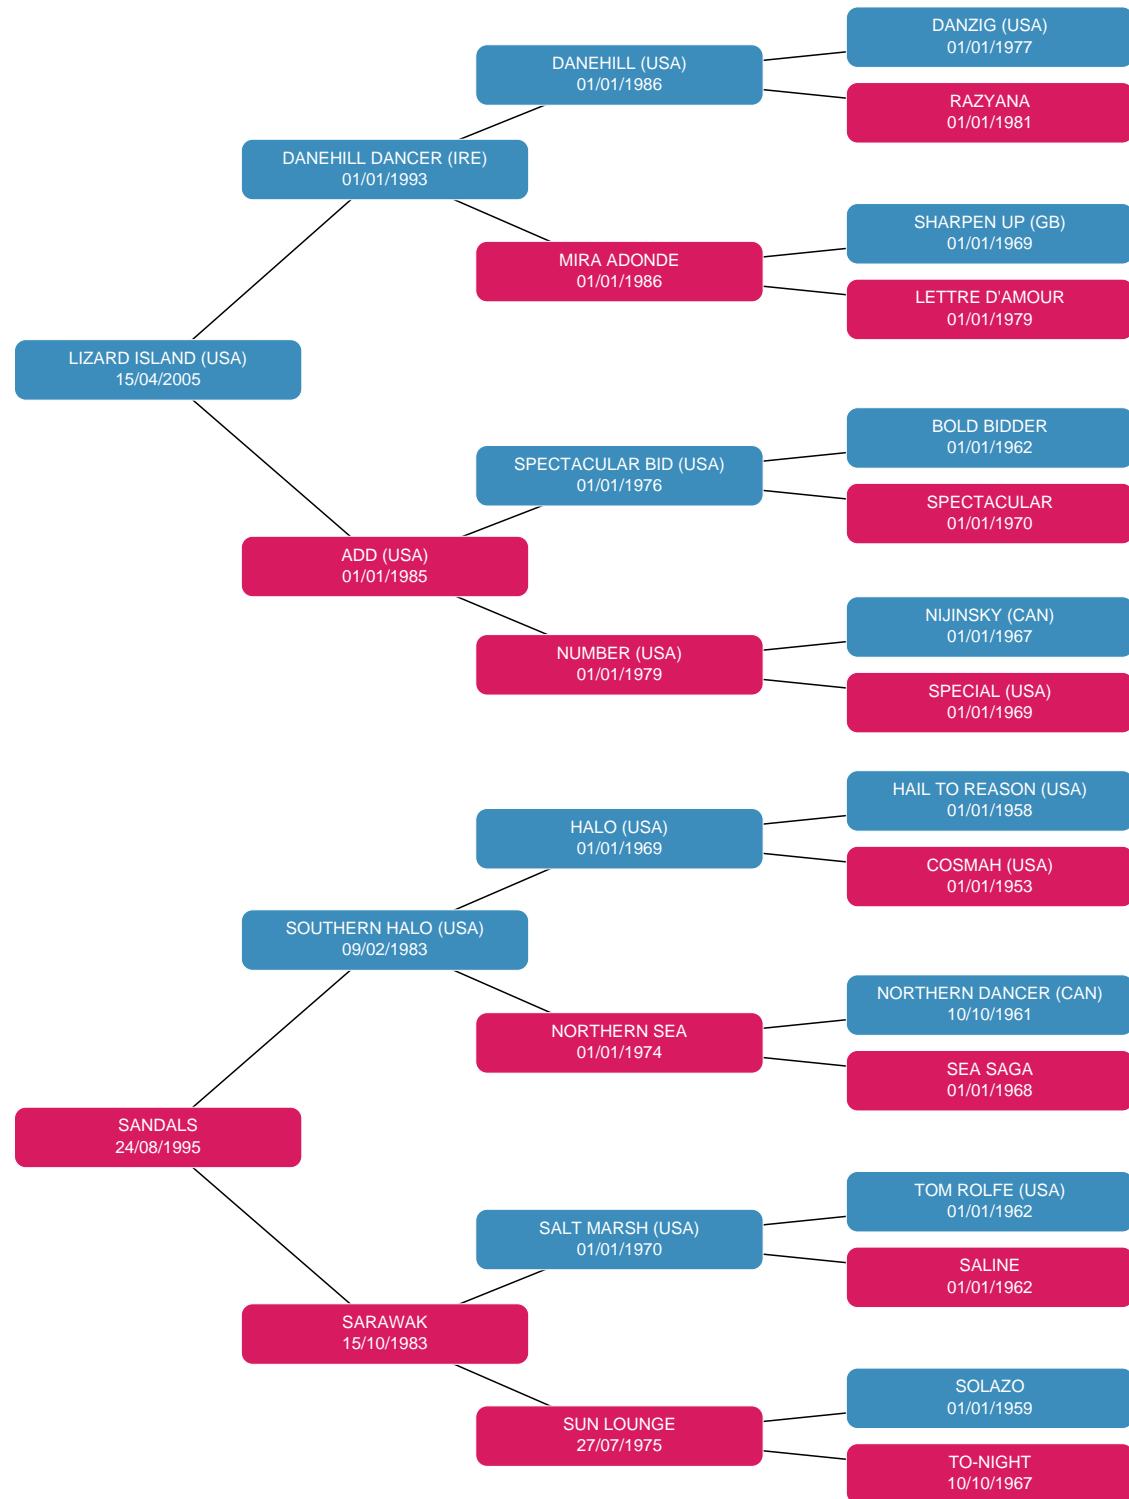 DANZIG (USA)
01/01/1977
DANEHILL (USA)
01/01/1986
RAZYANA
01/01/1981
DANEHILL DANCER (IRE)
01/01/1993
SHARPEN UP (GB)
01/01/1969
MIRA ADONDE
01/01/1986
LETTRE D'AMOUR
01/01/1979
LIZARD ISLAND (USA)
15/04/2005
BOLD BIDDER
01/01/1962
SPECTACULAR BID (USA)
01/01/1976
SPECTACULAR
01/01/1970
ADD (USA)
01/01/1985
NIJINSKY (CAN)
01/01/1967
NUMBER (USA)
01/01/1979
SPECIAL (USA)
01/01/1969
HAIL TO REASON (USA)
01/01/1958
HALO (USA)
01/01/1969
COSMAH (USA)
01/01/1953
SOUTHERN HALO (USA)
09/02/1983
NORTHERN DANCER (CAN)
10/10/1961
NORTHERN SEA
01/01/1974
SEA SAGA
01/01/1968
SANDALS
24/08/1995
TOM ROLFE (USA)
01/01/1962
SALT MARSH (USA)
01/01/1970
SALINE
01/01/1962
SARAWAK
15/10/1983
SOLAZO
01/01/1959
SUN LOUNGE
27/07/1975
TO-NIGHT
10/10/1967